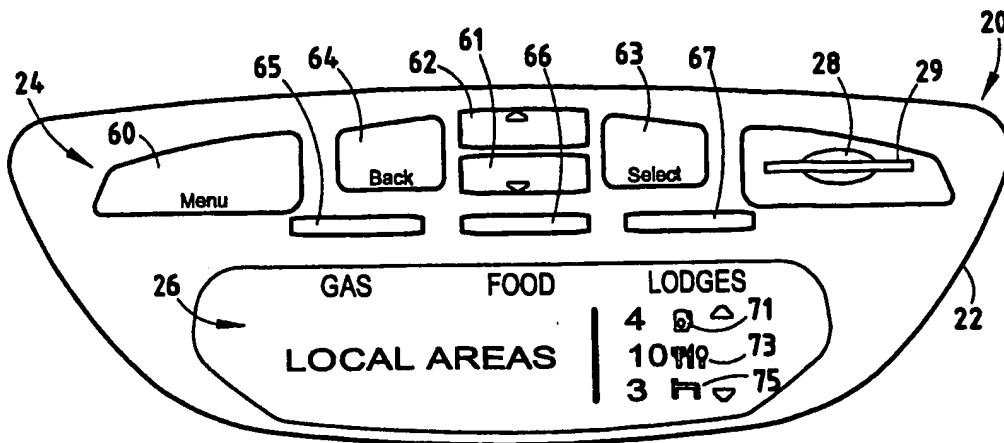 20
61
62 66 63 67 28
65 64 29
24
60
Back Select
Menu
26 GAS FOOD LODGES
22
4 71
LOCAL AREAS 10 73
3 75